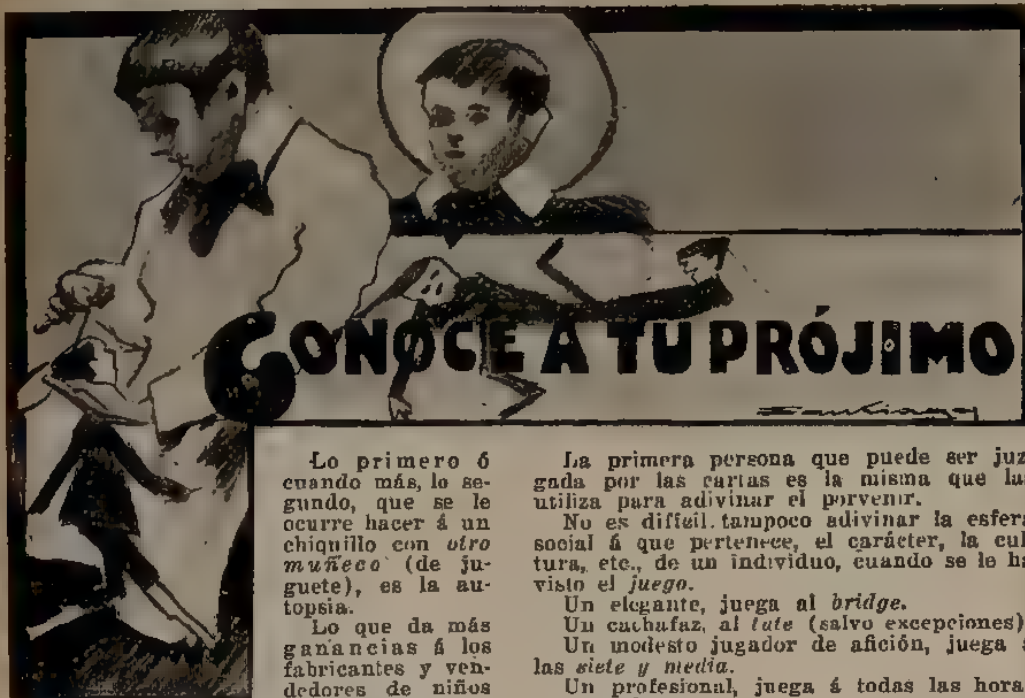 CONOCE A TU PRÓJIMO
Santiago
Lo primero ó
cuando más, lo se-
gundo, que se le
ocurre hacer á un
chiquillo con otro
muñeco (de ju-
guete), es la au-
topsia.
Lo que da más
ganancias á los
fabricantes y ven-
dedores de niños
La primera persona que puede ser juz
gada por las cartas es la misma que la
utiliza para adivinar el porvenir.
No es difícil tampoco adivinar la esfer
social á que pertenece, el carácter, la cul
tura, etc., de un individuo, cuando se le h
visto el juego.
Un elegante, juega al bridge.
Un cachafaz, al tute (salvo excepciones)
Un modesto jugador de afición, juega
las siete y media.
Un profesional, juega á todas las hora